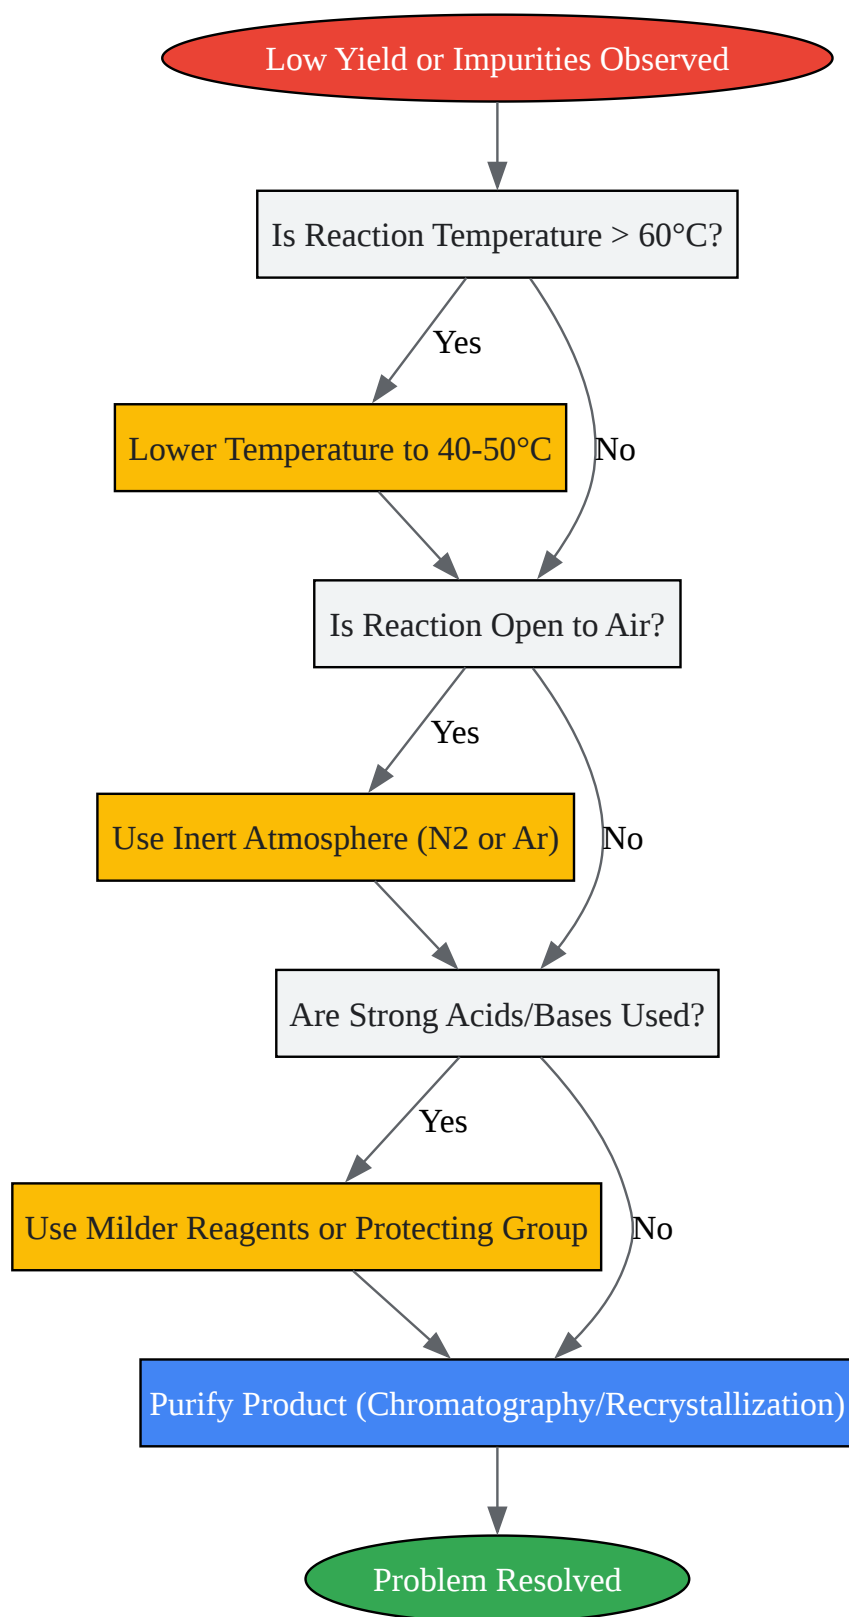 Low Yield or Impurities Observed
Is Reaction Temperature > 60°C?
Yes
Lower Temperature to 40-50°C
No
Is Reaction Open to Air?
Yes
Use Inert Atmosphere (N2 or Ar)
No
Are Strong Acids/Bases Used?
Yes
Use Milder Reagents or Protecting Group
No
Purify Product (Chromatography/Recrystallization)
Problem Resolved